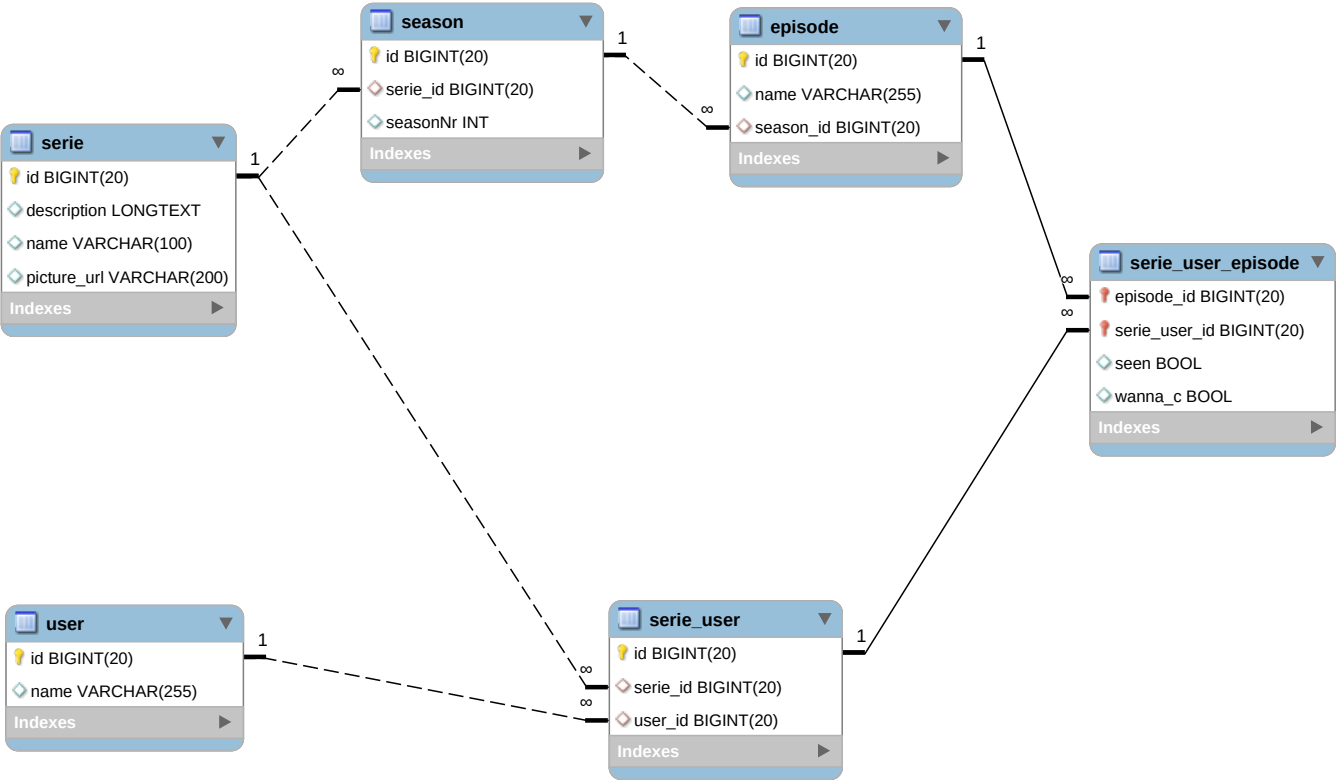 season
id BIGINT(20)
serie_id BIGINT(20)
seasonNr INT
Indexes
episode
id BIGINT(20)
name VARCHAR(255)
season_id BIGINT(20)
Indexes
serie
id BIGINT(20)
description LONGTEXT
name VARCHAR(100)
picture_url VARCHAR(200)
Indexes
serie_user_episode
episode_id BIGINT(20)
serie_user_id BIGINT(20)
seen BOOL
wanna_c BOOL
Indexes
user
id BIGINT(20)
name VARCHAR(255)
Indexes
serie_user
id BIGINT(20)
serie_id BIGINT(20)
user_id BIGINT(20)
Indexes
1
∞
1
∞
1
∞
∞
1
∞
∞
1